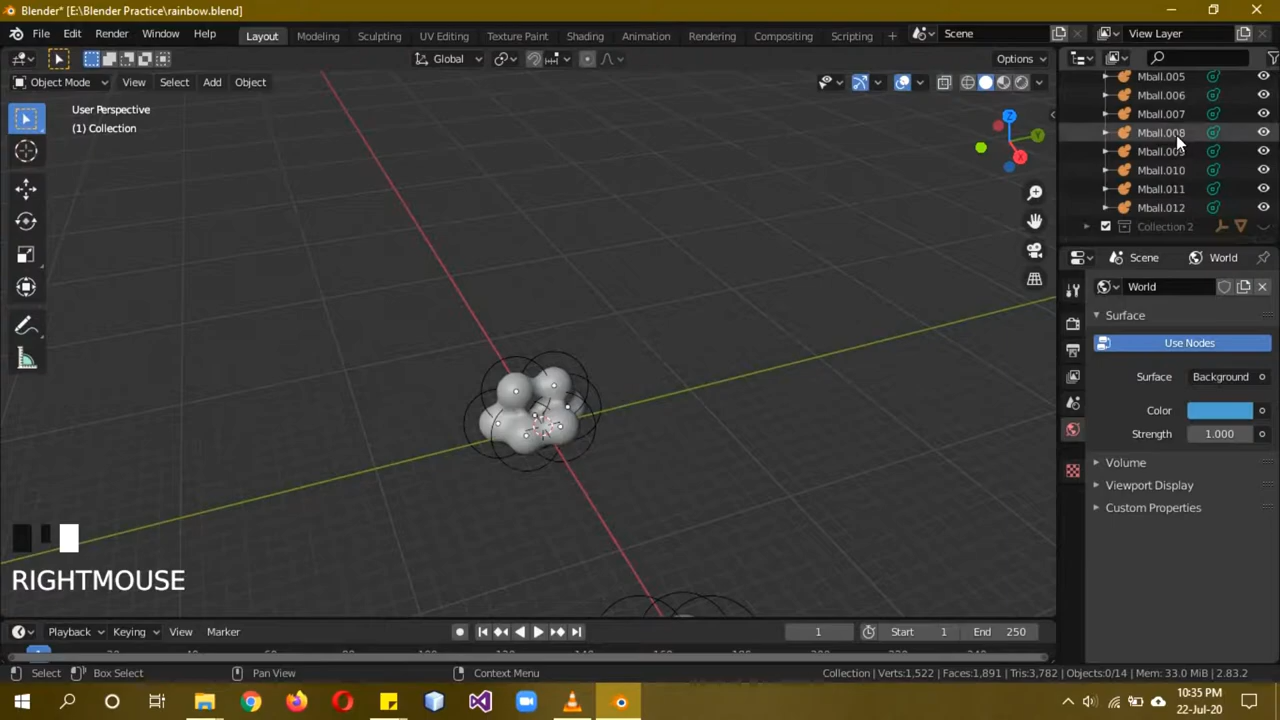 Blender* [E:\Blender Practice\rainbow.blend]
File Edit Render Window Help Layout Modeling Sculpting UV Editing Texture Paint Shading Animation Rendering Compositing Scripting Scene View Layer
Global Options
Object Mode View Select Add Object
User Perspective
(1) Collection
Z
Y
X
Mball.005
Mball.006
Mball.007
Mball.008
Mball.009
Mball.010
Mball.011
Mball.012
Collection 2
Scene World
World
Surface
Use Nodes
Surface Background
Color
Strength 1.000
Volume
Viewport Display
Custom Properties
RIGHTMOUSE
Playback Keying View Marker 1 Start 1 End 250
Select Box Select Pan View Context Menu Collection | Verts:1,522 | Faces:1,891 | Tris:3,782 | Objects:0/14 | Mem: 33.0 MiB | 2.83.2
10:35 PM
22-Jul-20